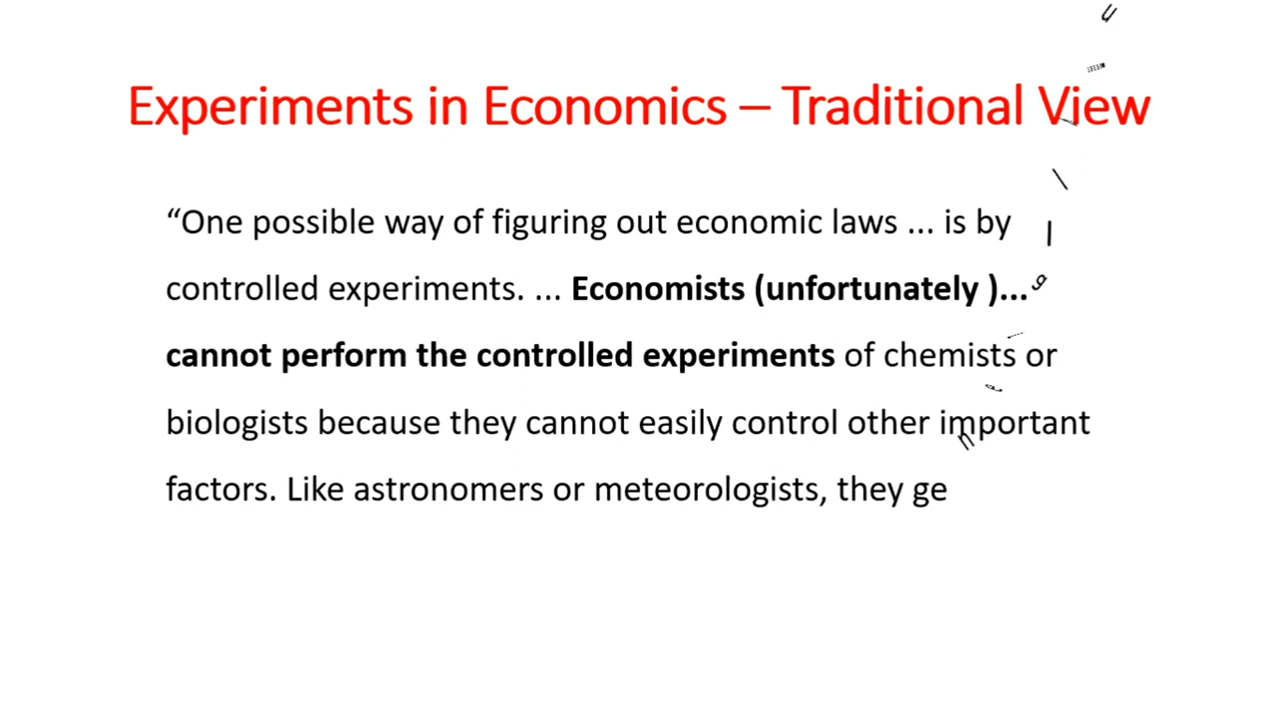 Experiments in Economics – Traditional View
“One possible way of figuring out economic laws ... is by
controlled experiments. ... Economists (unfortunately )...
cannot perform the controlled experiments of chemists or
biologists because they cannot easily control other important
factors. Like astronomers or meteorologists, they ge